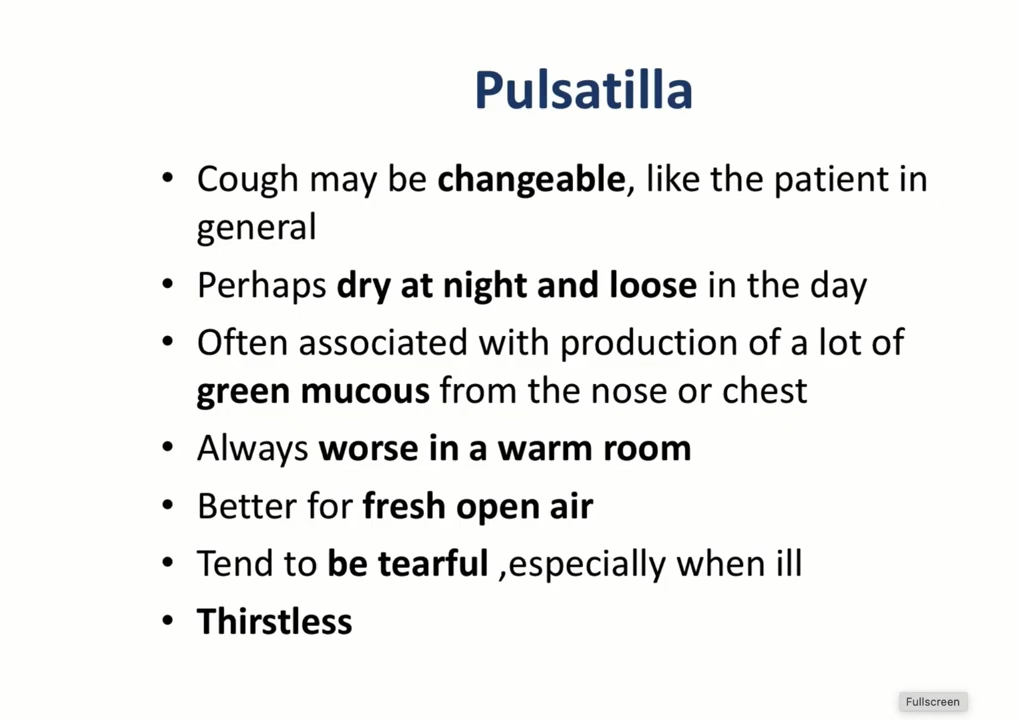 Pulsatilla
• Cough may be changeable, like the patient in
general
• Perhaps dry at night and loose in the day
• Often associated with production of a lot of
green mucous from the nose or chest
• Always worse in a warm room
• Better for fresh open air
• Tend to be tearful ,especially when ill
• Thirstless
Fullscreen